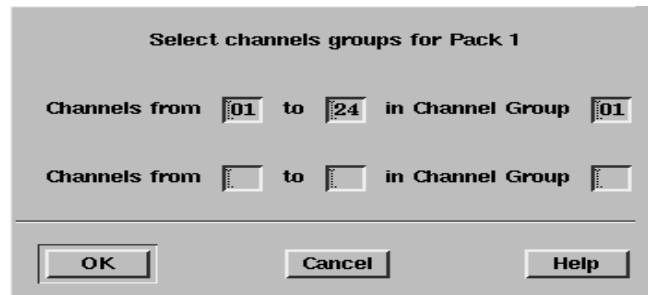 Select channels groups for Pack 1
Channels from 01 to 24 in Channel Group 01
Channels from to in Channel Group
OK Cancel Help